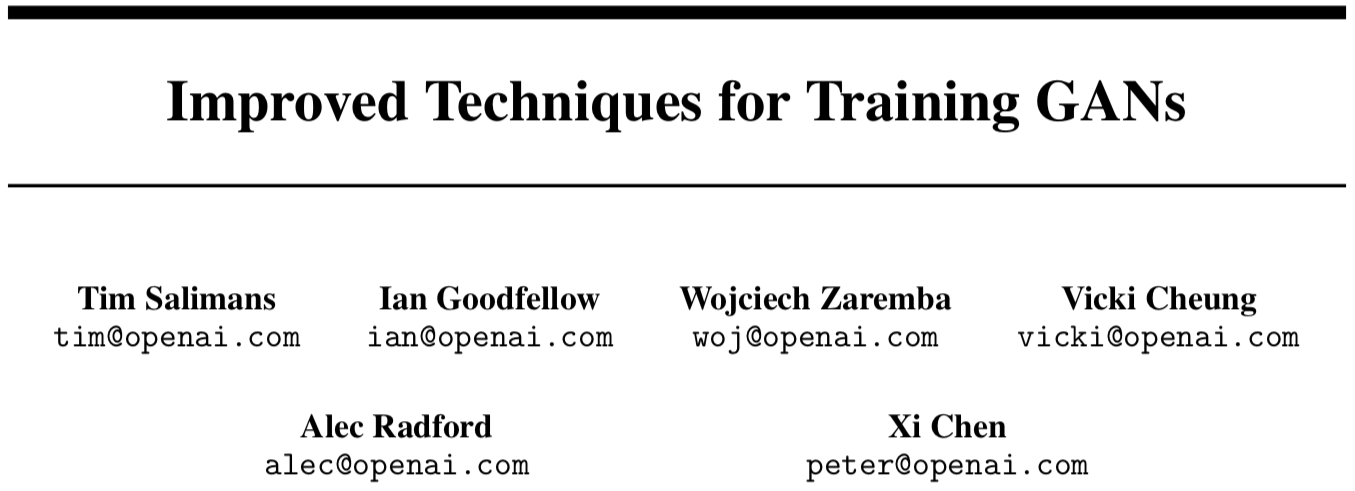 Improved Techniques for Training GANs
Tim Salimans Ian Goodfellow Wojciech Zaremba Vicki Cheung
tim@openai.com ian@openai.com woj@openai.com vicki@openai.com
Alec Radford Xi Chen
alec@openai.com peter@openai.com